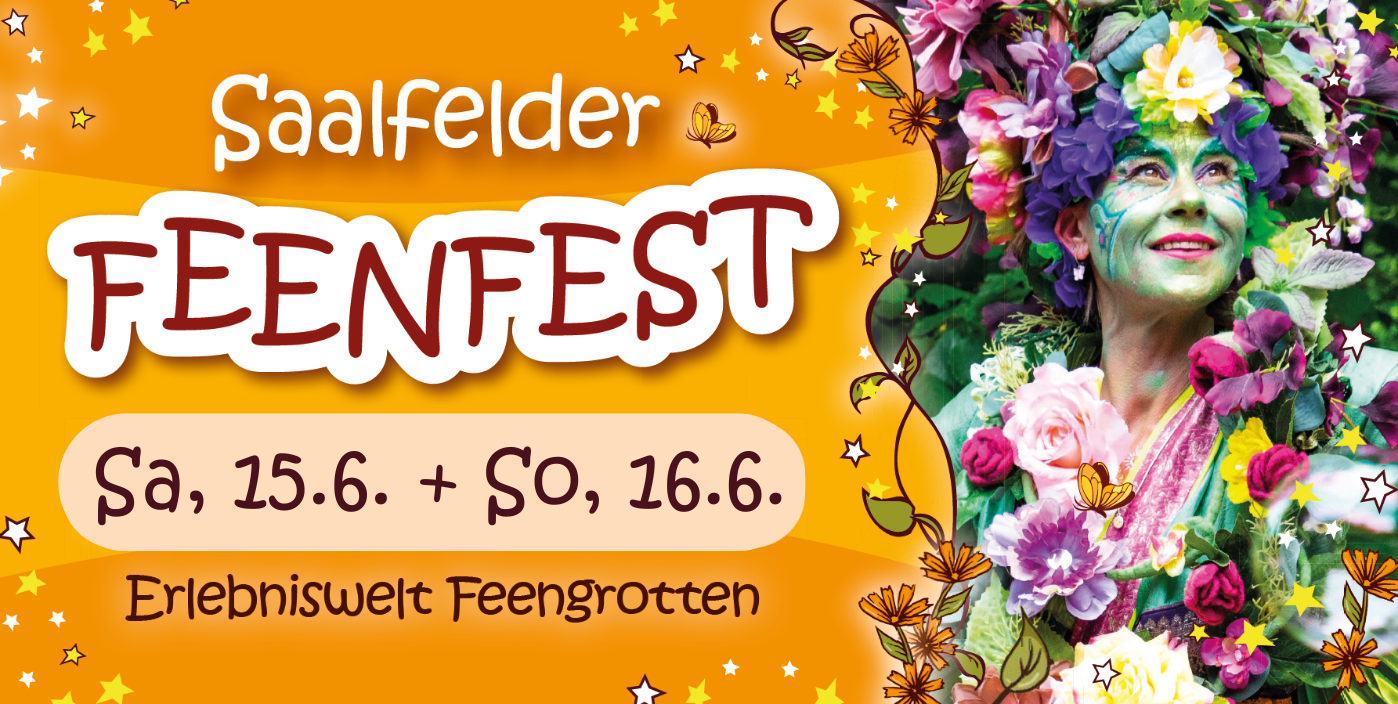 Saalfelder
FEENFEST
Sa, 15.6. + So, 16.6.
Erlebniswelt Feengrotten